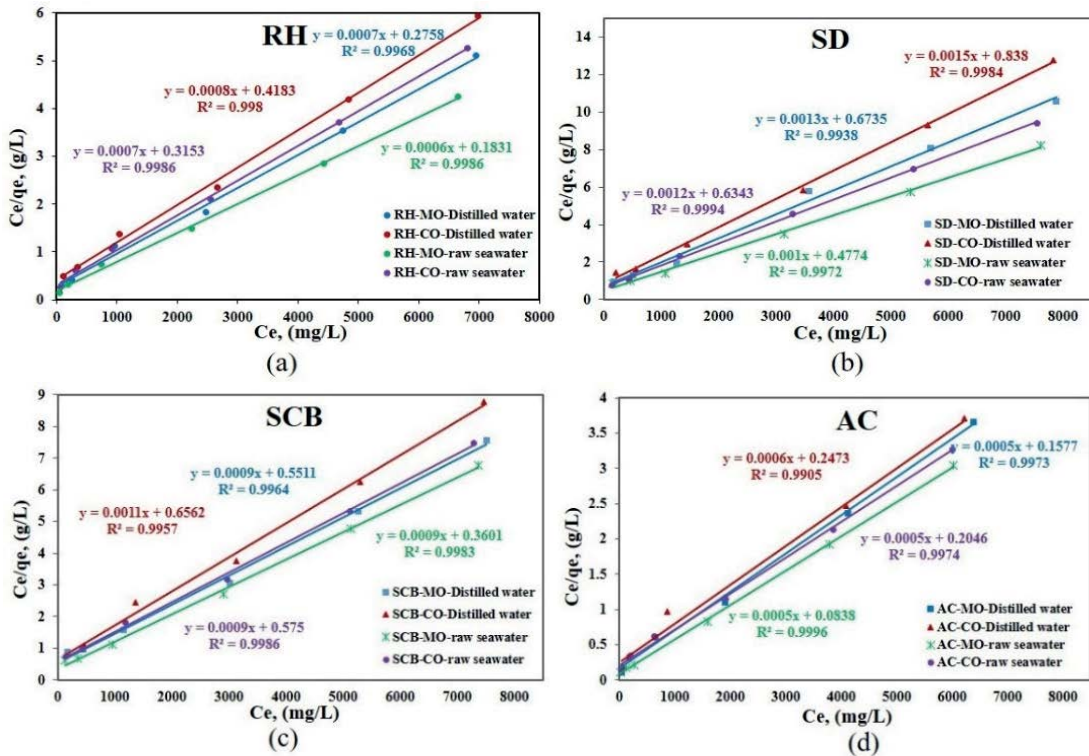 (a)
RH
y = 0.0007x + 0.2758
R² = 0.9968
y = 0.0008x + 0.4183
R² = 0.998
y = 0.0007x + 0.3153
R² = 0.9986
y = 0.0006x + 0.1831
R² = 0.9986
RH-MO-Distilled water
RH-CO-Distilled water
RH-MO-raw seawater
RH-CO-raw seawater
Ce/qe, (g/L)
6
5
4
3
2
1
0
0 1000 2000 3000 4000 5000 6000 7000 8000
Ce, (mg/L)
(a)
(b)
SD
y = 0.0015x + 0.838
R² = 0.9984
y = 0.0013x + 0.6735
R² = 0.9938
y = 0.0012x + 0.6343
R² = 0.9994
y = 0.001x + 0.4774
R² = 0.9972
SD-MO-Distilled water
SD-CO-Distilled water
SD-MO-raw seawater
SD-CO-raw seawater
Ce/qe, (g/L)
14
12
10
8
6
4
2
0
0 1000 2000 3000 4000 5000 6000 7000 8000
Ce, (mg/L)
(b)
SCB
y = 0.0009x + 0.5511
R² = 0.9964
y = 0.0011x + 0.6562
R² = 0.9957
y = 0.0009x + 0.3601
R² = 0.9983
y = 0.0009x + 0.575
R² = 0.9986
SCB-MO-Distilled water
SCB-CO-Distilled water
SCB-MO-raw seawater
SCB-CO-raw seawater
Ce/qe, (g/L)
9
8
7
6
5
4
3
2
1
0
0 1000 2000 3000 4000 5000 6000 7000 8000
Ce, (mg/L)
(c)
AC
y = 0.0006x + 0.2473
R² = 0.9905
y = 0.0005x + 0.1577
R² = 0.9973
y = 0.0005x + 0.2046
R² = 0.9974
y = 0.0005x + 0.0838
R² = 0.9996
AC-MO-Distilled water
AC-CO-Distilled water
AC-MO-raw seawater
AC-CO-raw seawater
Ce/qe, (g/L)
4
3.5
3
2.5
2
1.5
1
0.5
0
0 1000 2000 3000 4000 5000 6000 7000 8000
Ce, (mg/L)
(d)